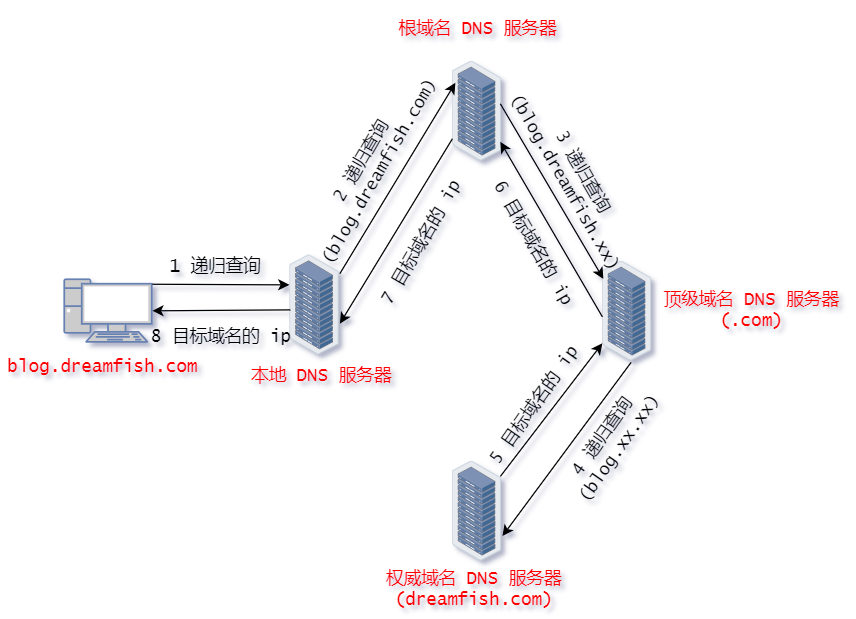 根域名 DNS 服务器
2 递归查询
(blog.dreamfish.com)
3 递归查询
(blog.dreamfish.xx)
7 目标域名的 ip
6 目标域名的 ip
1 递归查询
8 目标域名的 ip
blog.dreamfish.com
本地 DNS 服务器
顶级域名 DNS 服务器
(.com)
5 目标域名的 ip
4 递归查询
(blog.xx.xx)
权威域名 DNS 服务器
(dreamfish.com)